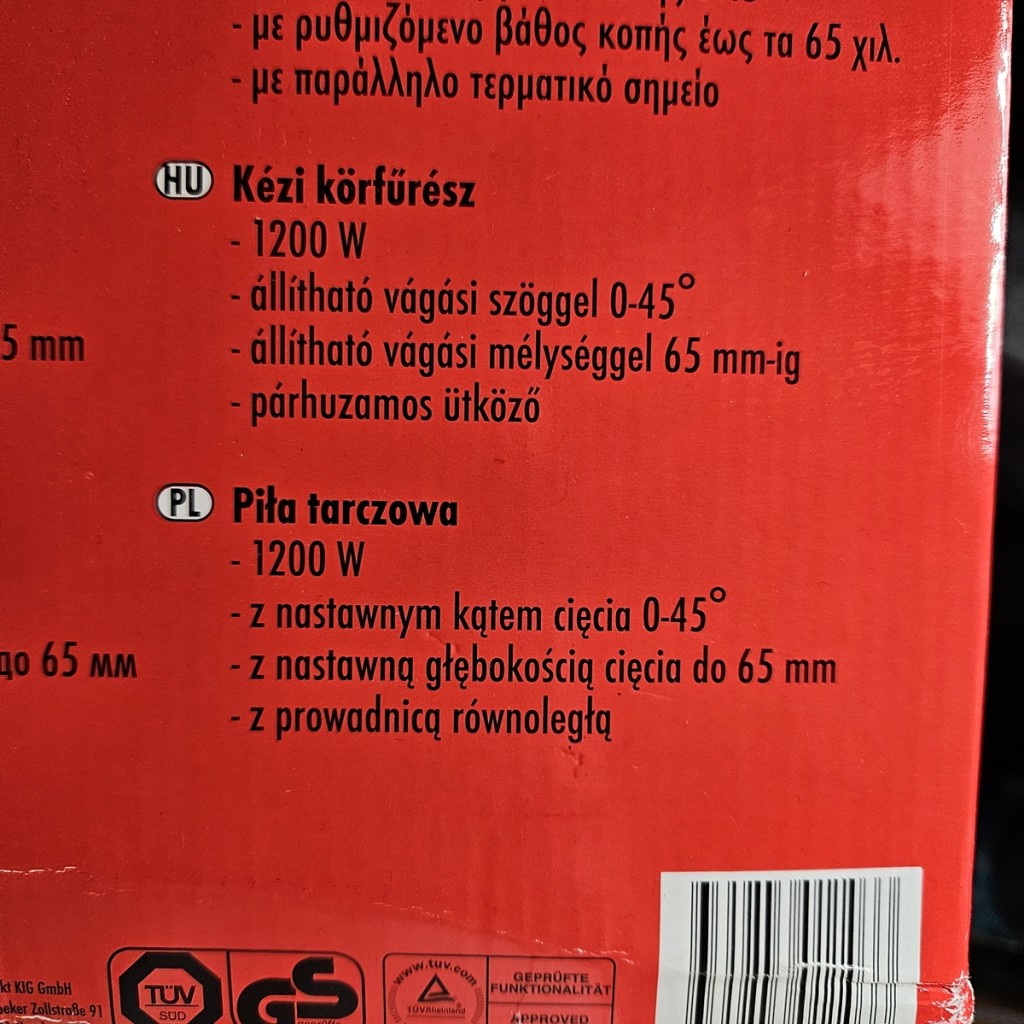 - με ρυθμιζόμενο βάθος κοπής έως τα 65 χιλ.
- με παράλληλο τερματικό σημείο
HU Kézi körfűrész
- 1200 W
- állítható vágási szöggel 0-45°
5 mm
- állítható vágási mélységgel 65 mm-ig
- párhuzamos ütköző
PL Piła tarczowa
- 1200 W
- z nastawnym kątem cięcia 0-45°
до 65 мм
- z nastawną głębokością cięcia do 65 mm
- z prowadnicą równoległą
kt KIG GmbH
eker Zollstraße 91
TÜV
SÜD
GS
geprüfte
www.tuv.com
TÜVRheinland
GEPRÜFTE
FUNKTIONALITÄT
APPROVED